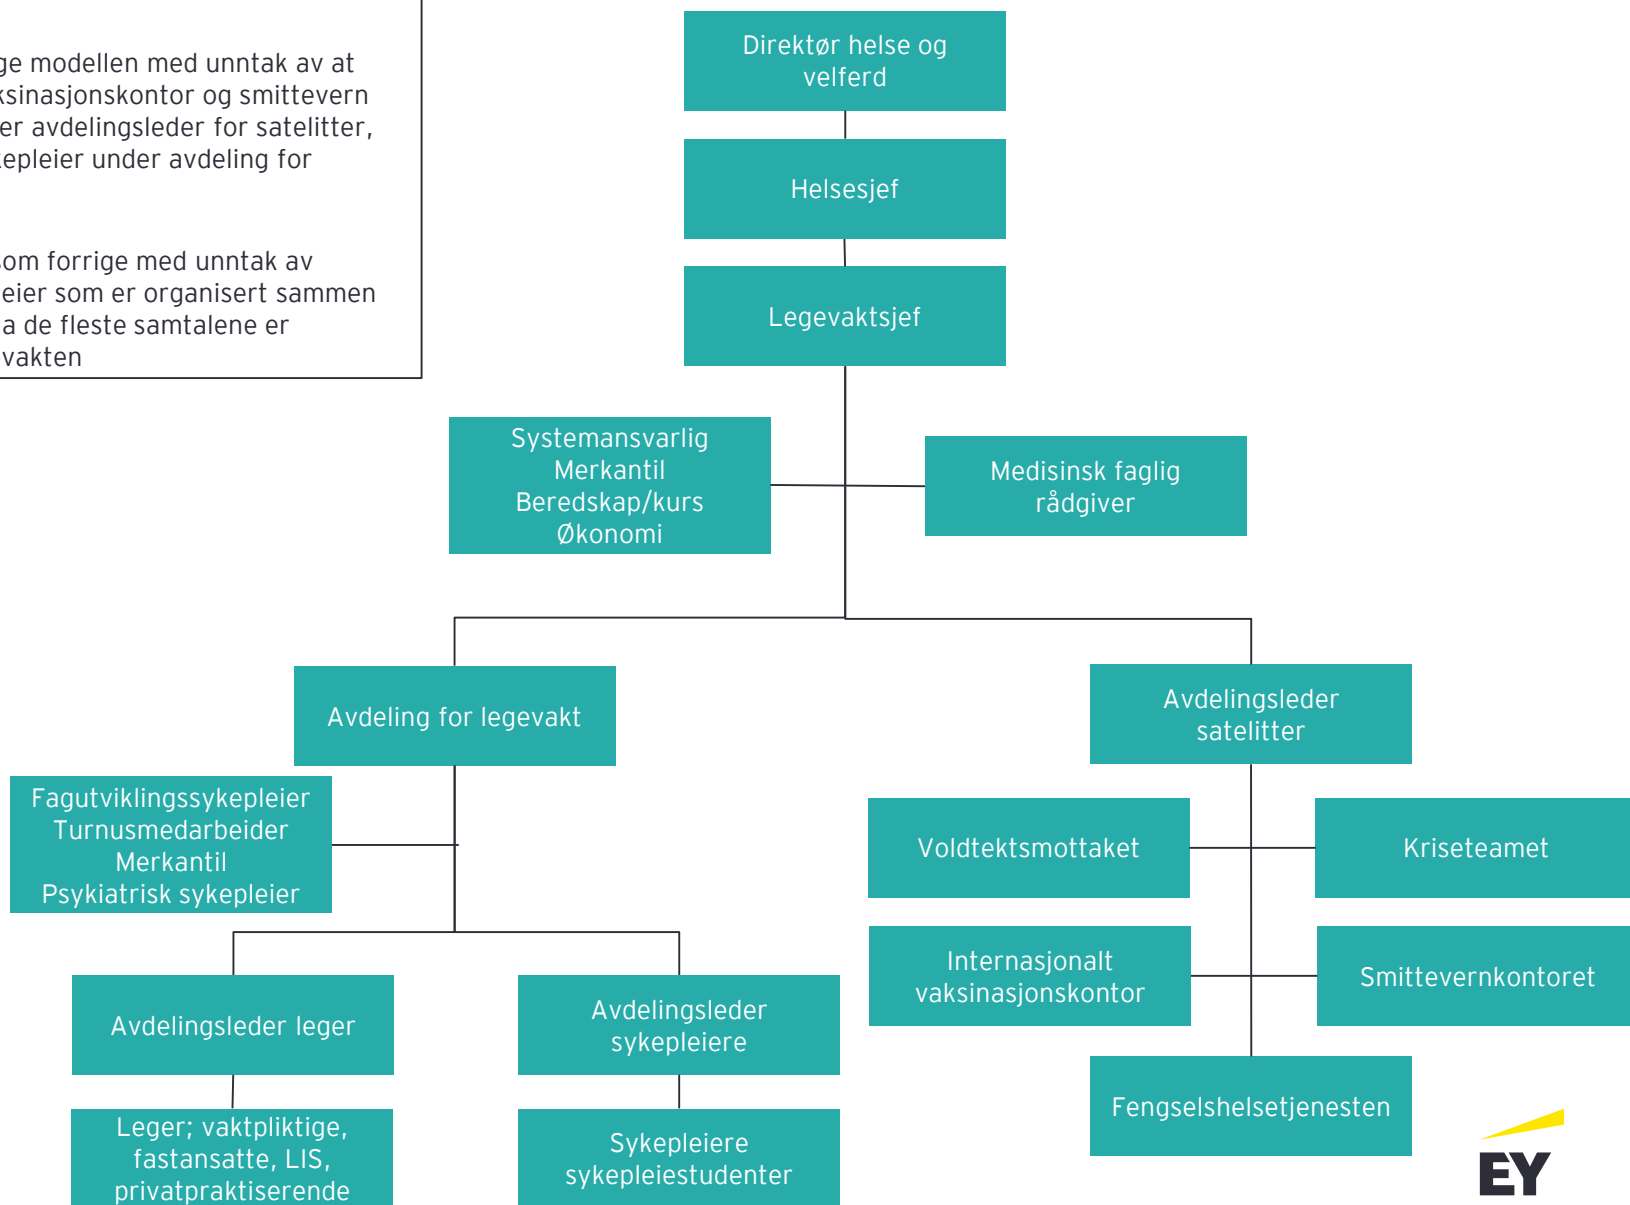 ge modellen med unntak av at
ksinasjonskontor og smittevern
er avdelingsleder for satelitter,
kepleier under avdeling for
som forrige med unntak av
leier som er organisert sammen
a de fleste samtalene er
vakten
Direktør helse og
velferd
Helsesjef
Legevaktsjef
Systemansvarlig
Merkantil
Beredskap/kurs
Økonomi
Medisinsk faglig
rådgiver
Avdeling for legevakt
Avdelingsleder
satelitter
Fagutviklingssykepleier
Turnusmedarbeider
Merkantil
Psykiatrisk sykepleier
Voldtektsmottaket
Kriseteamet
Internasjonalt
vaksinasjonskontor
Smittevernkontoret
Avdelingsleder leger
Avdelingsleder
sykepleiere
Fengselshelsetjenesten
Leger; vaktpliktige,
fastansatte, LIS,
privatpraktiserende
Sykepleiere
sykepleiestudenter
EY